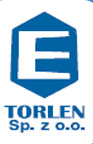 E
TORLEN
Sp. z o.o.